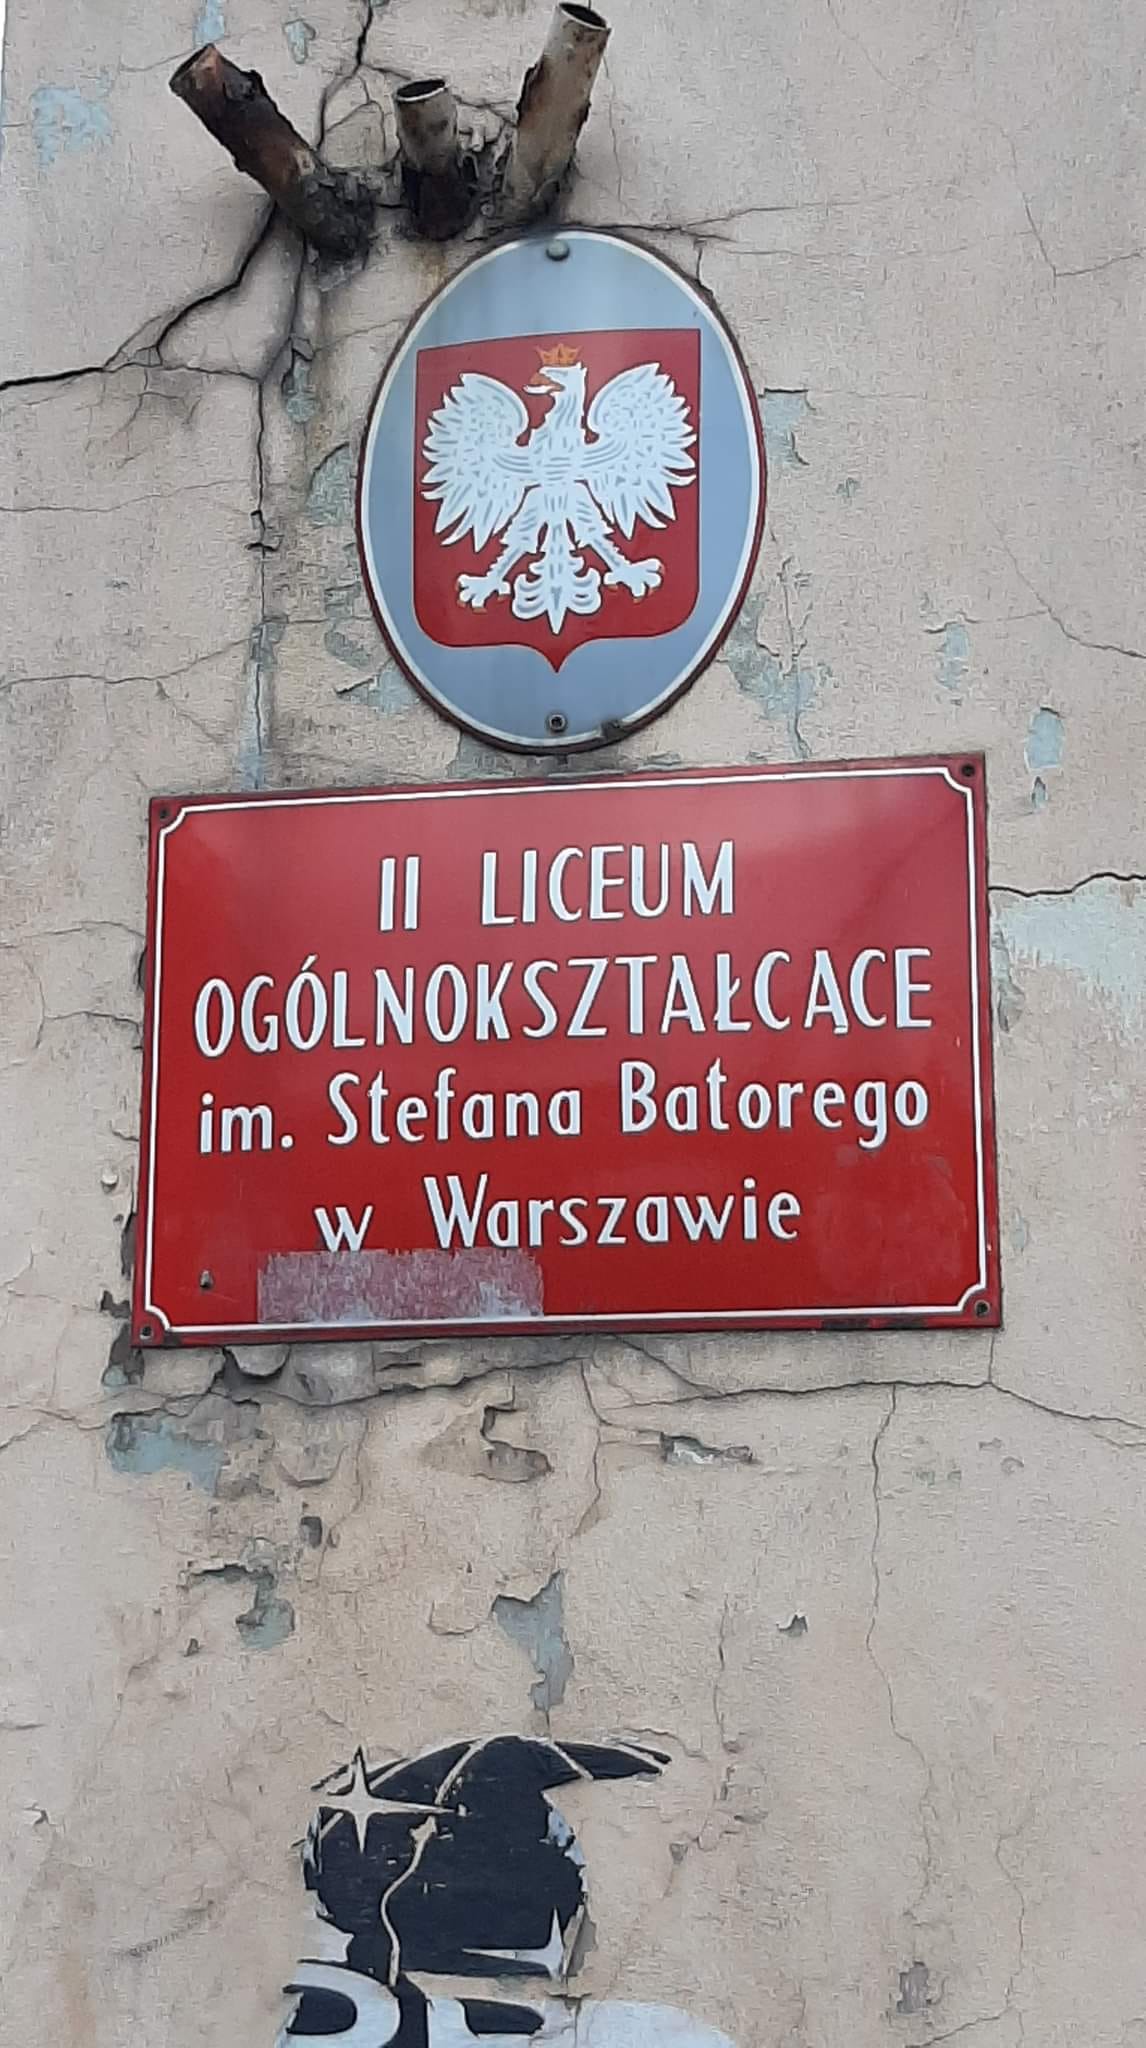 II LICEUM
OGÓLNOKSZTAŁCĄCE
im. Stefana Batorego
w Warszawie